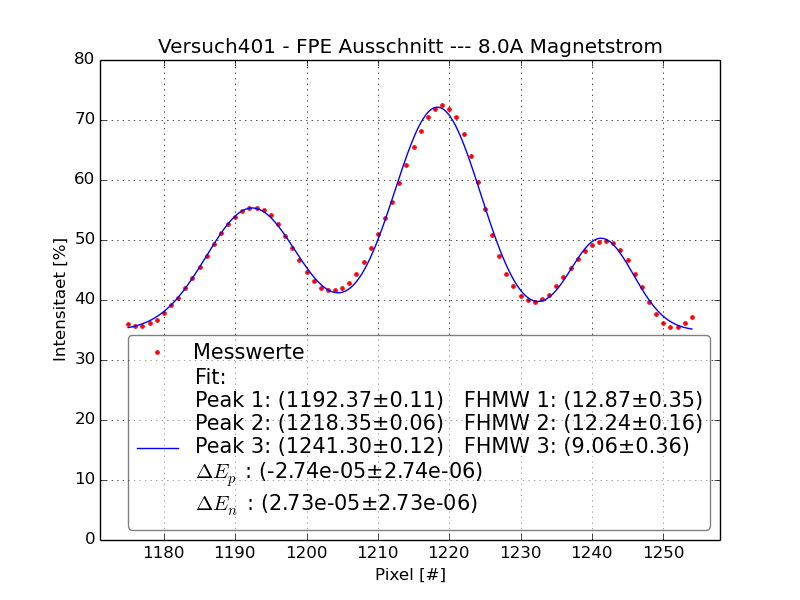 Versuch401 - FPE Ausschnitt --- 8.0A Magnetstrom
80
70
60
50
40
30
20
10
0
Intensitaet [%]
Messwerte
Fit:
Peak 1: (1192.37±0.11) FHMW 1: (12.87±0.35)
Peak 2: (1218.35±0.06) FHMW 2: (12.24±0.16)
Peak 3: (1241.30±0.12) FHMW 3: (9.06±0.36)
ΔE_p : (-2.74e-05±2.74e-06)
ΔE_n : (2.73e-05±2.73e-06)
1180 1190 1200 1210 1220 1230 1240 1250
Pixel [#]